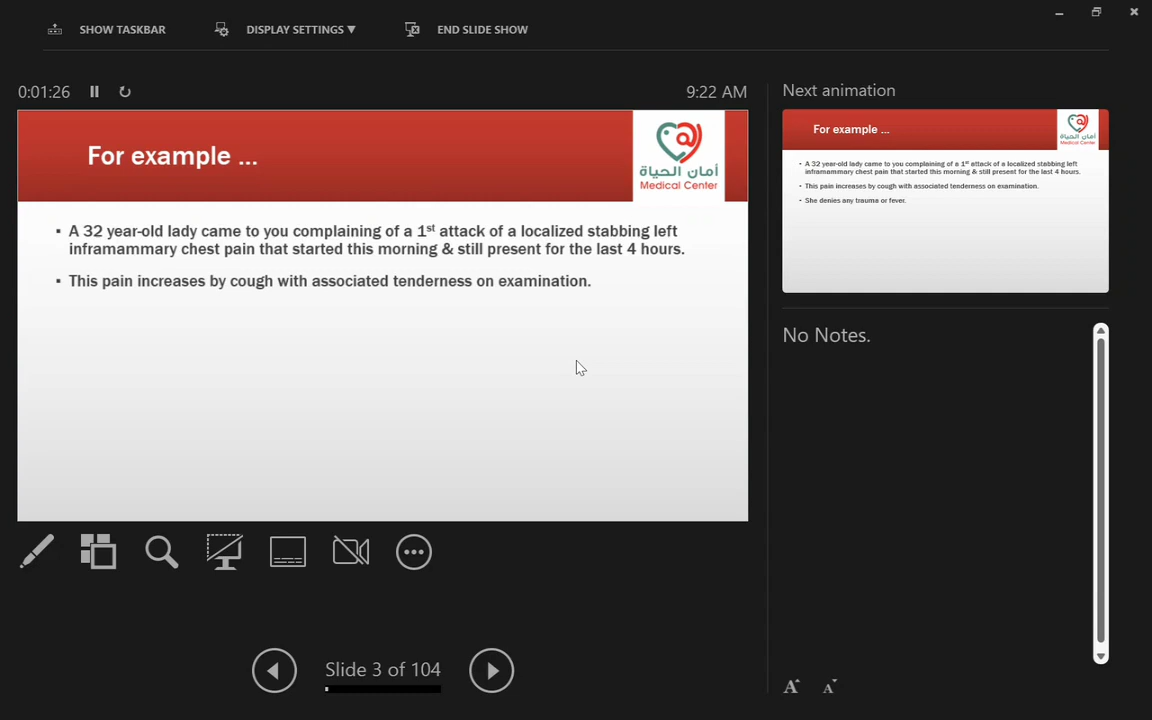 SHOW TASKBAR
DISPLAY SETTINGS ▼
END SLIDE SHOW
0:01:26
9:22 AM
For example ...
أمان الحياة
Medical Center
▪ A 32 year-old lady came to you complaining of a 1st attack of a localized stabbing left
inframammary chest pain that started this morning & still present for the last 4 hours.
▪ This pain increases by cough with associated tenderness on examination.
Slide 3 of 104
Next animation
For example ...
أمان الحياة
Medical Center
▪ A 32 year-old lady came to you complaining of a 1st attack of a localized stabbing left
inframammary chest pain that started this morning & still present for the last 4 hours.
▪ This pain increases by cough with associated tenderness on examination.
▪ She denies any trauma or fever.
No Notes.
A A